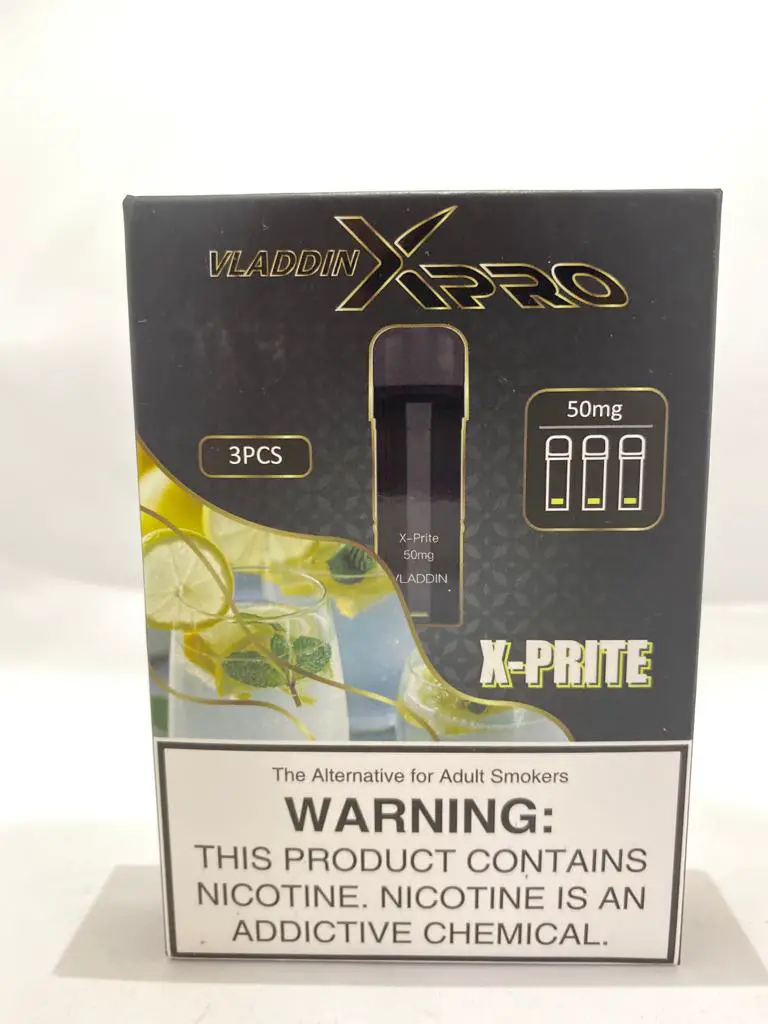 VLADDIN XPRO
3PCS
50mg
X-Prite
50mg
VLADDIN
X-PRITE
The Alternative for Adult Smokers
WARNING:
THIS PRODUCT CONTAINS
NICOTINE. NICOTINE IS AN
ADDICTIVE CHEMICAL.